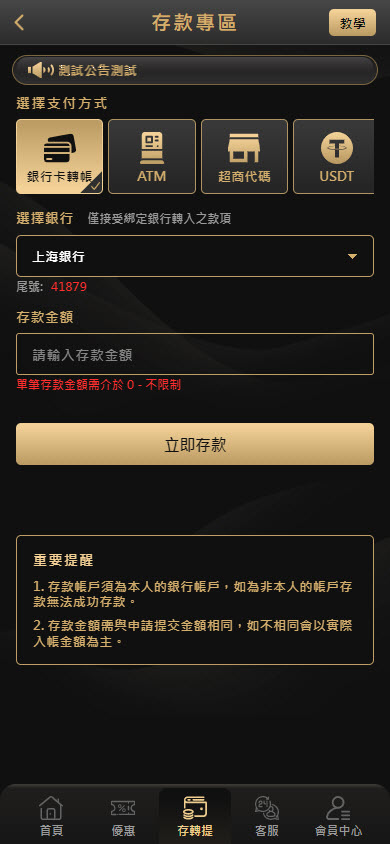 存款專區
教學
測試公告測試
選擇支付方式
銀行卡轉帳
ATM
超商代碼
USDT
選擇銀行 僅接受綁定銀行轉入之款項
上海銀行
尾號: 41879
存款金額
請輸入存款金額
單筆存款金額需介於 0 - 不限制
立即存款
重要提醒
1. 存款帳戶須為本人的銀行帳戶，如為非本人的帳戶存
款無法成功存款。
2. 存款金額需與申請提交金額相同，如不相同會以實際
入帳金額為主。
首頁
優惠
存轉提
客服
會員中心